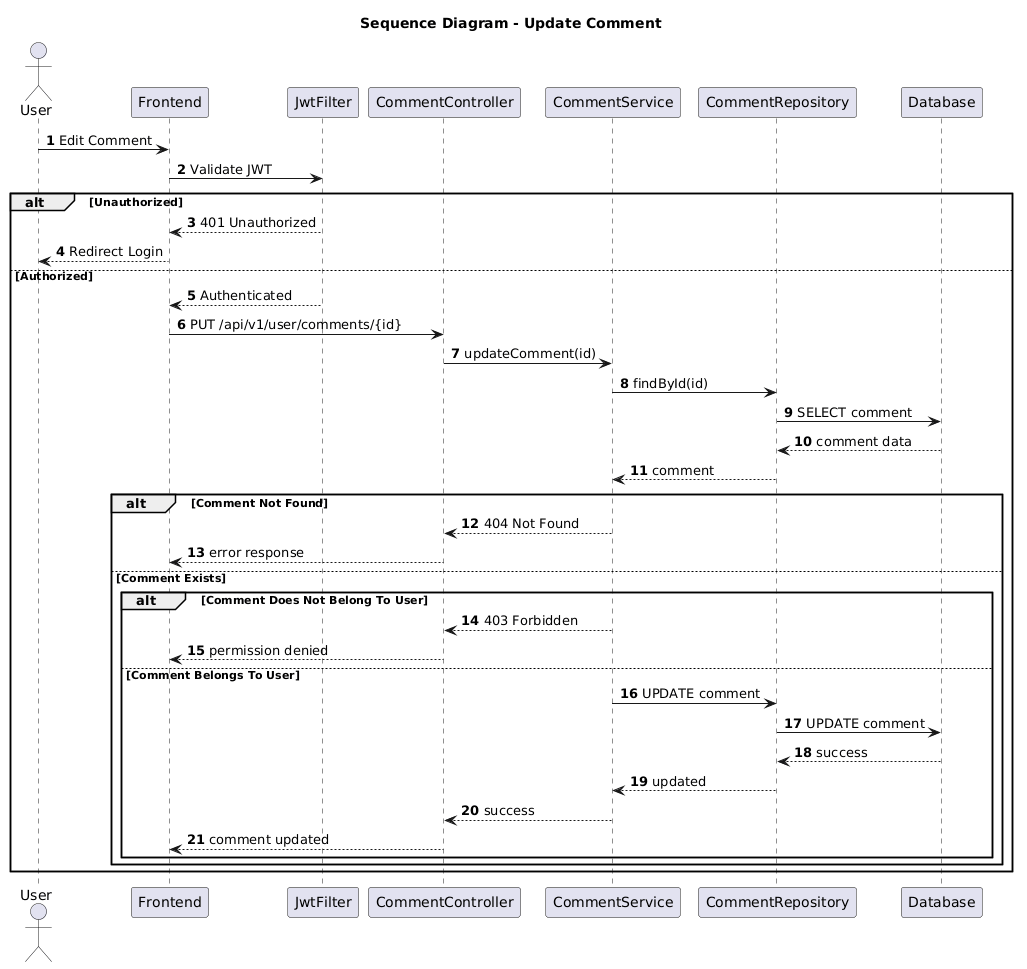 Sequence Diagram - Update Comment
User
Frontend
JwtFilter
CommentController
CommentService
CommentRepository
Database
1 Edit Comment
2 Validate JWT
alt
[Unauthorized]
3 401 Unauthorized
4 Redirect Login
[Authorized]
5 Authenticated
6 PUT /api/v1/user/comments/{id}
7 updateComment(id)
8 findById(id)
9 SELECT comment
10 comment data
11 comment
alt
[Comment Not Found]
12 404 Not Found
13 error response
[Comment Exists]
alt
[Comment Does Not Belong To User]
14 403 Forbidden
15 permission denied
[Comment Belongs To User]
16 UPDATE comment
17 UPDATE comment
18 success
19 updated
20 success
21 comment updated
User
Frontend
JwtFilter
CommentController
CommentService
CommentRepository
Database